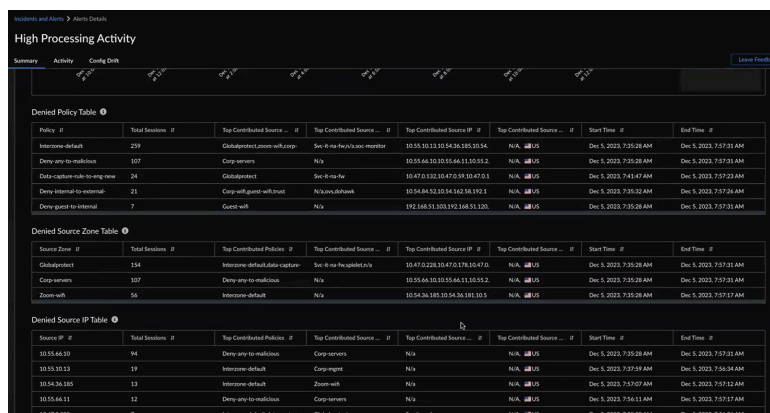 Incidents and Alerts > Alerts Details
High Processing Activity
Summary Activity Config Drift
Denied Policy Table
Policy Total Sessions Top Contributed Source ... Top Contributed Source ... Top Contributed Source IP Top Contributed Source ... Start Time End Time
Interzone-default 259 Globalprotect,zoom-wifi,corp- Svc-it-na-fw,n/a,soc-monitor 10.55.10.13,10.54.36.185,10.54. N/A, US Dec 5, 2023, 7:35:28 AM Dec 5, 2023, 7:57:31 AM
Deny-any-to-malicious 107 Corp-servers N/a 10.55.66.10,10.55.66.11,10.55.2. N/A, US Dec 5, 2023, 7:35:28 AM Dec 5, 2023, 7:57:31 AM
Data-capture-rule-to-eng-new 24 Globalprotect Svc-it-na-fw 10.47.0.132,10.47.0.59,10.47.0.1 N/A, US Dec 5, 2023, 7:41:47 AM Dec 5, 2023, 7:57:23 AM
Deny-internal-to-external- 21 Corp-wifi,guest-wifi,trust N/a,ovs,dohawk 10.54.84.52,10.54.162.58,192.1 N/A, US Dec 5, 2023, 7:35:32 AM Dec 5, 2023, 7:57:26 AM
Deny-guest-to-internal 7 Guest-wifi N/a 192.168.51.103,192.168.51.120, N/A, US Dec 5, 2023, 7:35:28 AM Dec 5, 2023, 7:57:31 AM
Denied Source Zone Table
Source Zone Total Sessions Top Contributed Policies Top Contributed Source ... Top Contributed Source IP Top Contributed Source ... Start Time End Time
Globalprotect 154 Interzone-default,data-capture- Svc-it-na-fw,spielet,n/a 10.47.0.228,10.47.0.178,10.47.0. N/A, US Dec 5, 2023, 7:35:28 AM Dec 5, 2023, 7:57:31 AM
Corp-servers 107 Deny-any-to-malicious N/a 10.55.66.10,10.55.66.11,10.55.2. N/A, US Dec 5, 2023, 7:35:28 AM Dec 5, 2023, 7:57:31 AM
Zoom-wifi 56 Interzone-default N/a 10.54.36.185,10.54.36.181,10.5 N/A, US Dec 5, 2023, 7:35:28 AM Dec 5, 2023, 7:57:17 AM
Denied Source IP Table
Source IP Total Sessions Top Contributed Policies Top Contributed Source ... Top Contributed Source ... Top Contributed Source ... Start Time End Time
10.55.66.10 94 Deny-any-to-malicious Corp-servers N/a N/A, US Dec 5, 2023, 7:35:28 AM Dec 5, 2023, 7:57:31 AM
10.55.10.13 19 Interzone-default Corp-mgmt N/a N/A, US Dec 5, 2023, 7:37:59 AM Dec 5, 2023, 7:56:34 AM
10.54.36.185 13 Interzone-default Zoom-wifi N/a N/A, US Dec 5, 2023, 7:57:07 AM Dec 5, 2023, 7:57:12 AM
10.55.66.11 12 Deny-any-to-malicious Corp-servers N/a N/A, US Dec 5, 2023, 7:56:11 AM Dec 5, 2023, 7:57:17 AM